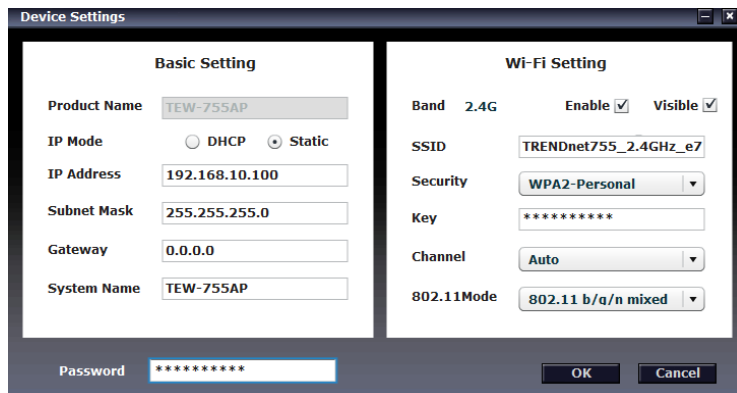 Device Settings
Basic Setting
Product Name TEW-755AP
IP Mode DHCP Static
IP Address 192.168.10.100
Subnet Mask 255.255.255.0
Gateway 0.0.0.0
System Name TEW-755AP
Wi-Fi Setting
Band 2.4G Enable Visible
SSID TRENDnet755_2.4GHz_e7
Security WPA2-Personal
Key **********
Channel Auto
802.11Mode 802.11 b/g/n mixed
Password **********
OK Cancel